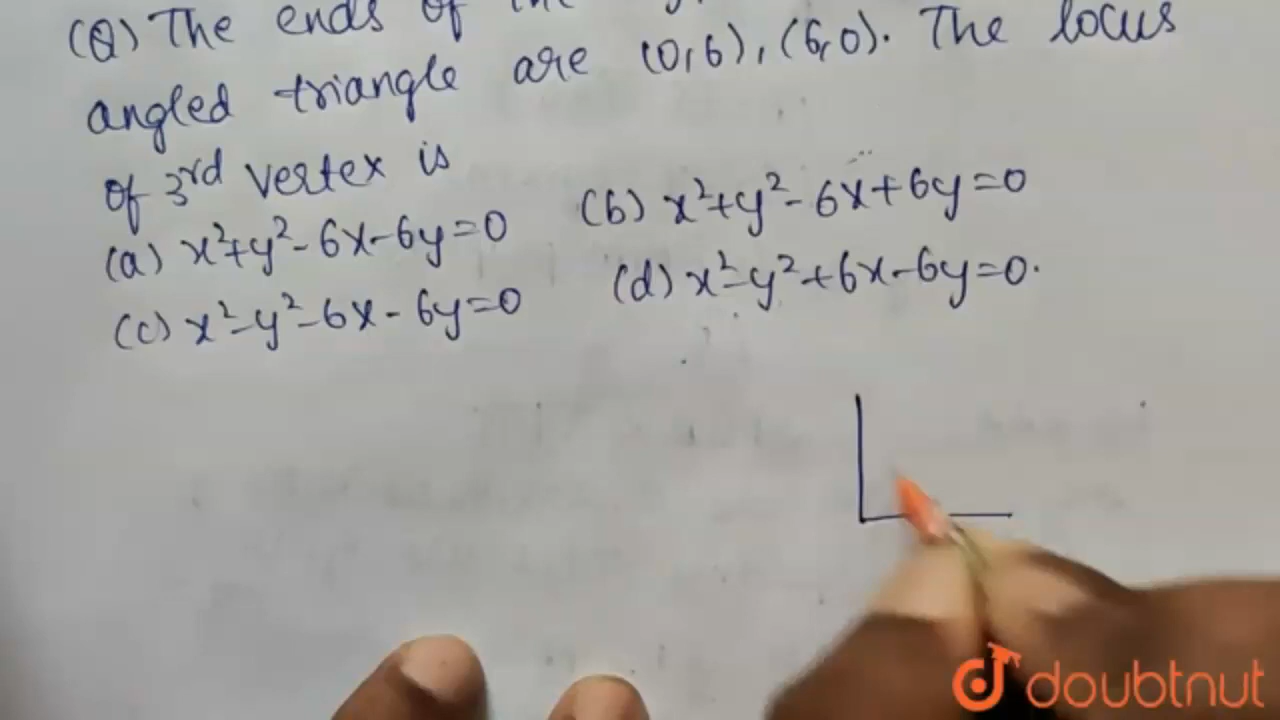 (Q) The ends of the
angled triangle are (0,6), (6,0). The locus
of 3rd vertex is
(a) x²+y²-6x-6y=0 (b) x²+y²-6x+6y=0
(c) x²-y²-6x-6y=0 (d) x²-y²+6x-6y=0.
doubtnut